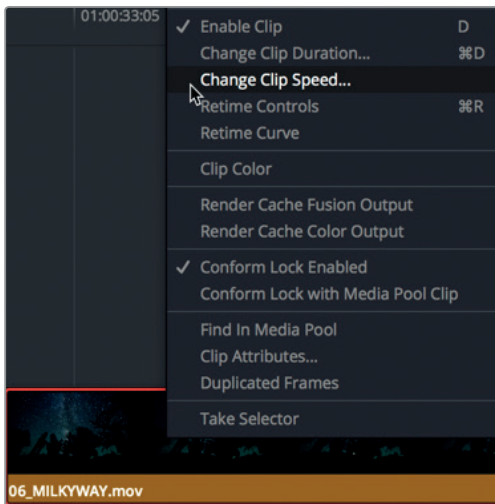 01:00:33:05
✓ Enable Clip D
Change Clip Duration... ⌘D
Change Clip Speed...
Retime Controls ⌘R
Retime Curve
Clip Color
Render Cache Fusion Output
Render Cache Color Output
✓ Conform Lock Enabled
Conform Lock with Media Pool Clip
Find In Media Pool
Clip Attributes...
Duplicated Frames
Take Selector
06_MILKYWAY.mov